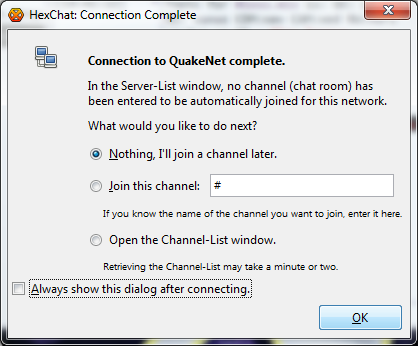 HexChat: Connection Complete
Connection to QuakeNet complete.
In the Server-List window, no channel (chat room) has
been entered to be automatically joined for this network.
What would you like to do next?
Nothing, I'll join a channel later.
Join this channel: #
If you know the name of the channel you want to join, enter it here.
Open the Channel-List window.
Retrieving the Channel-List may take a minute or two.
Always show this dialog after connecting.
OK